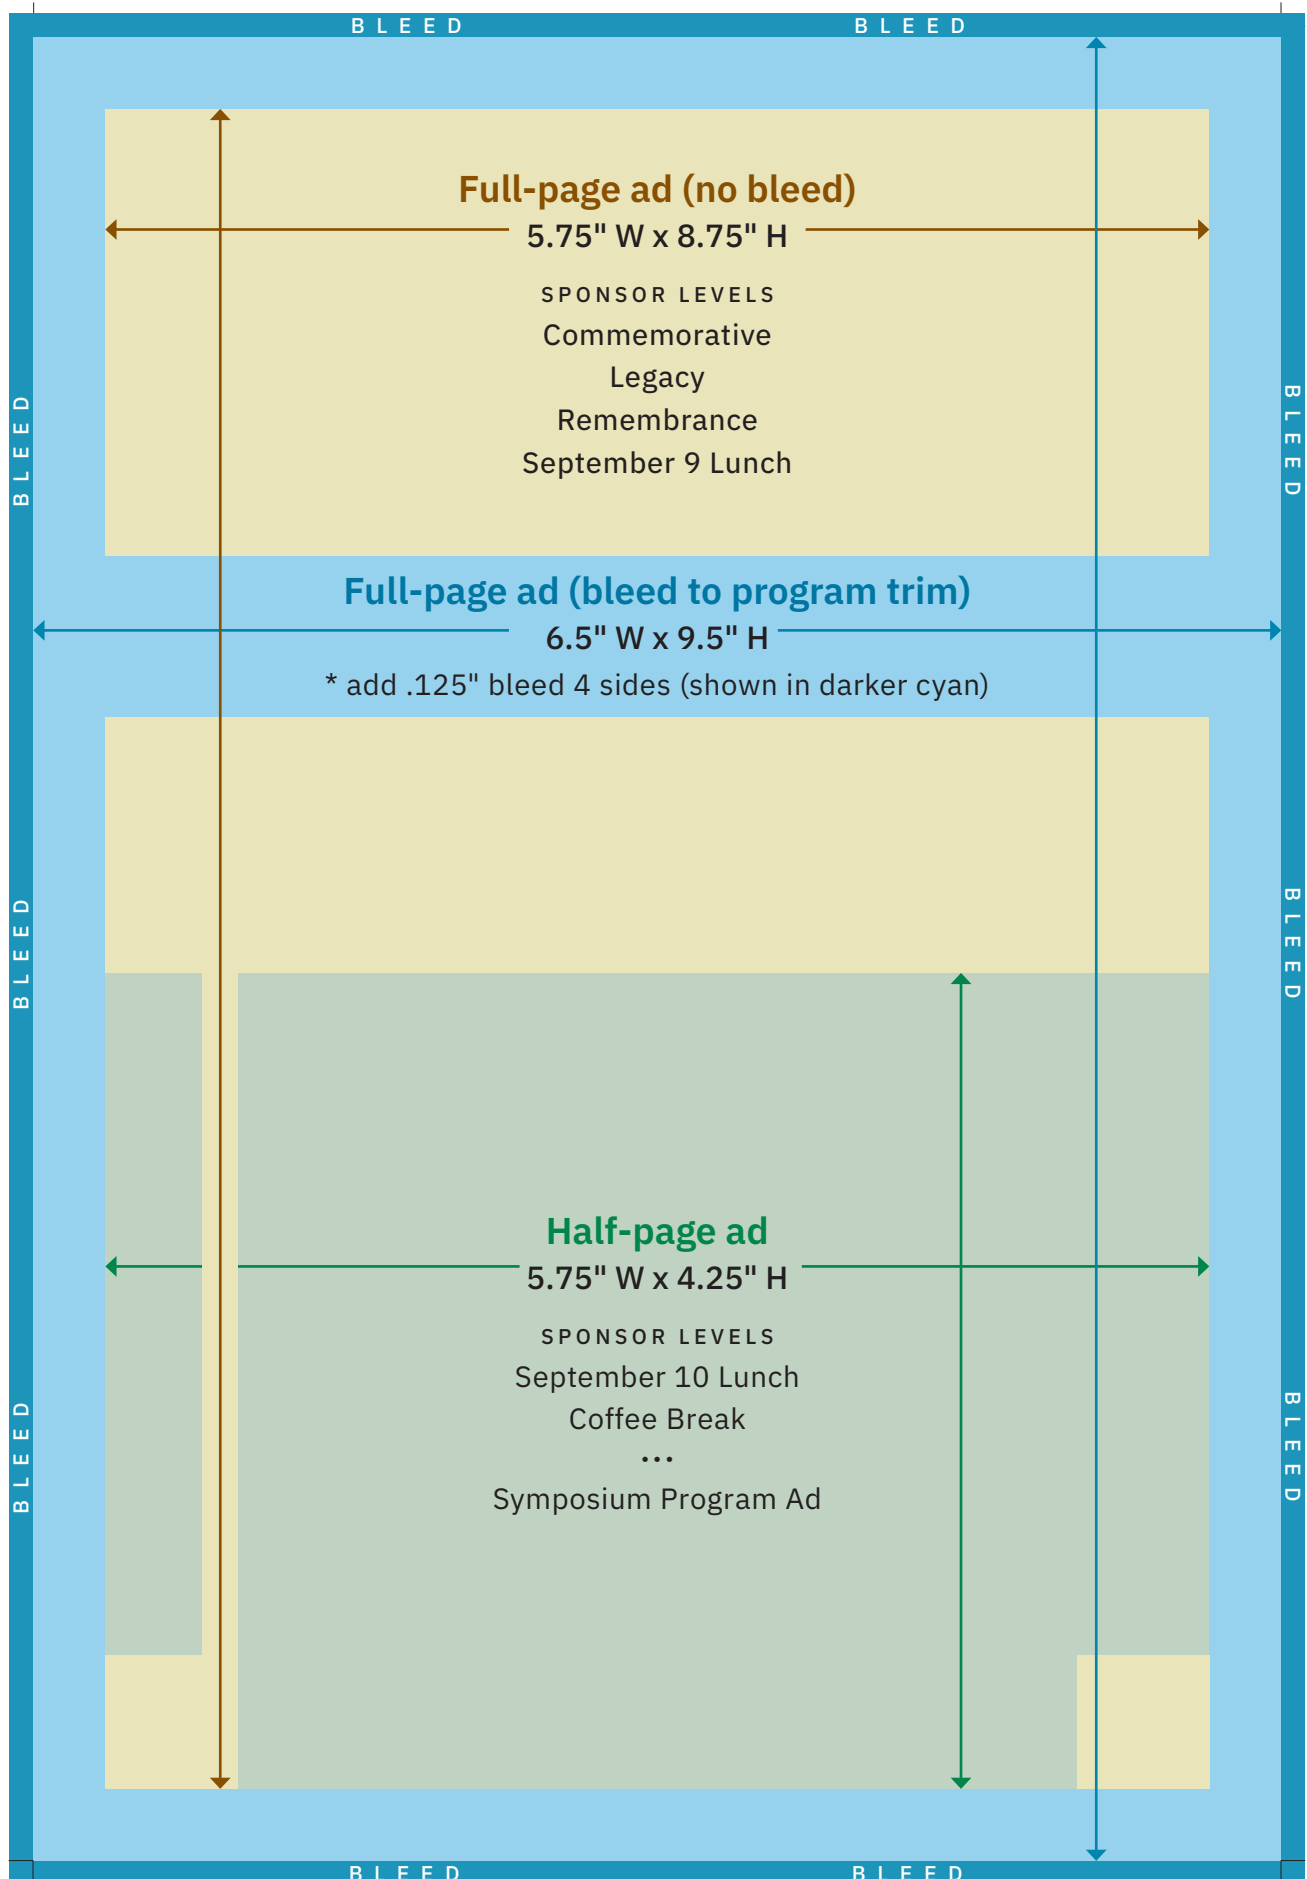 BLEED BLEED
Full-page ad (no bleed)
5.75" W x 8.75" H
SPONSOR LEVELS
Commemorative
Legacy
Remembrance
September 9 Lunch
BLEED
BLEED
Full-page ad (bleed to program trim)
6.5" W x 9.5" H
* add .125" bleed 4 sides (shown in darker cyan)
BLEED
BLEED
Half-page ad
5.75" W x 4.25" H
SPONSOR LEVELS
September 10 Lunch
Coffee Break
...
Symposium Program Ad
BLEED
BLEED
BLEED BLEED